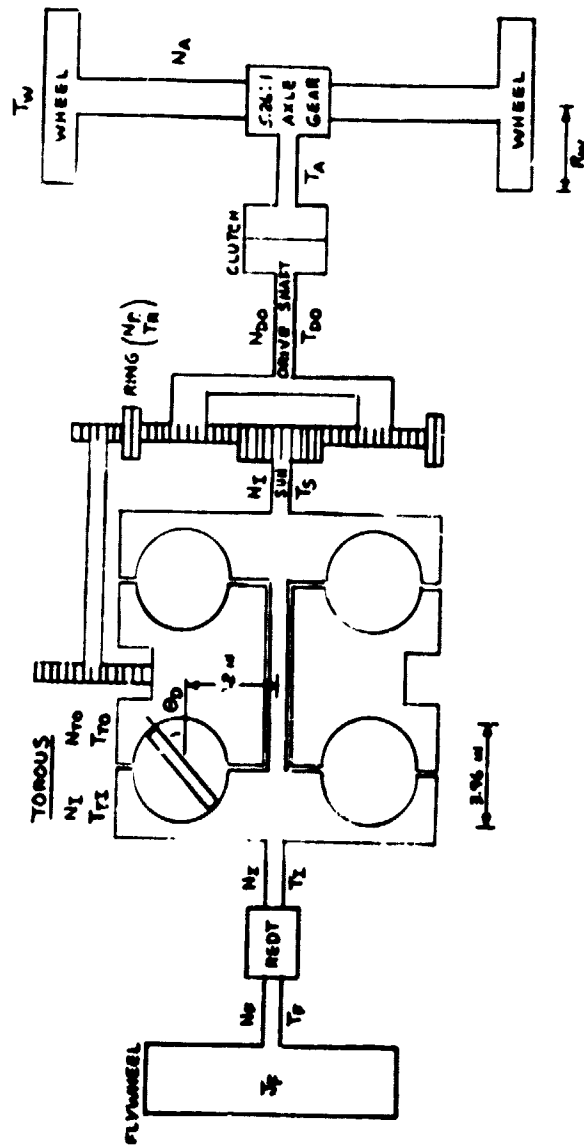 FLYWHEEL
J_F
N_F
T_F
REDT
N_I
T_I
TOROUS
N_I N_TO
T_TI T_TO
θ_D
.2 M
3.96 M
N_I
SUN
T_S
RING (N_R
T_R)
N_DO
DRIVE SHAFT
T_DO
CLUTCH
T_A
5.26:1
AXLE
GEAR
T_W
WHEEL
N_A
WHEEL
R_W